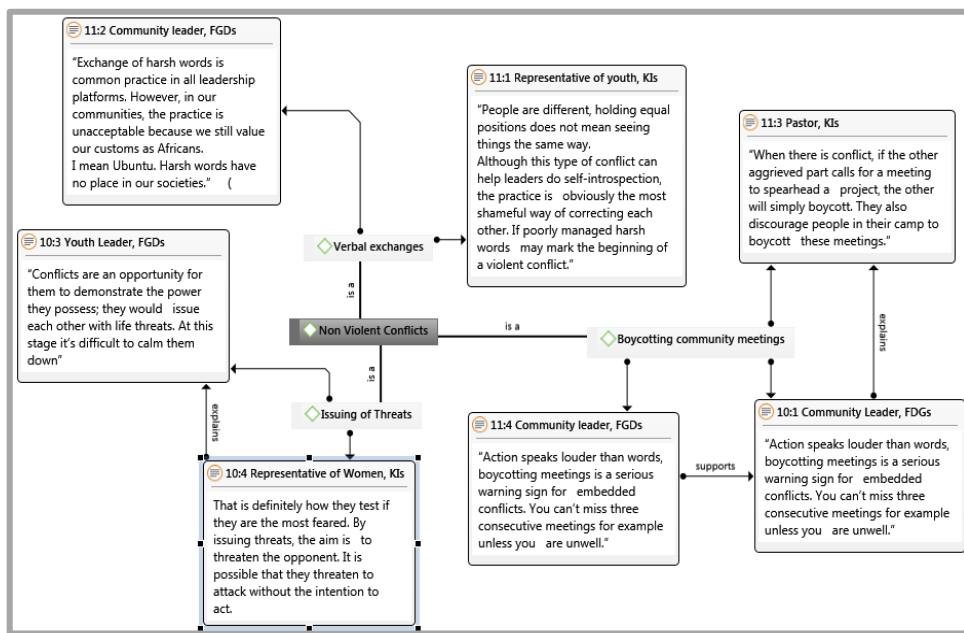 11:2 Community leader, FGDs
"Exchange of harsh words is
common practice in all leadership
platforms. However, in our
communities, the practice is
unacceptable because we still value
our customs as Africans.
I mean Ubuntu. Harsh words have
no place in our societies." (
11:1 Representative of youth, KIs
"People are different, holding equal
positions does not mean seeing
things the same way.
Although this type of conflict can
help leaders do self-introspection,
the practice is obviously the most
shameful way of correcting each
other. If poorly managed harsh
words may mark the beginning of
a violent conflict."
11:3 Pastor, KIs
"When there is conflict, if the other
aggrieved part calls for a meeting
to spearhead a project, the other
will simply boycott. They also
discourage people in their camp to
boycott these meetings."
10:3 Youth Leader, FGDs
"Conflicts are an opportunity for
them to demonstrate the power
they possess; they would issue
each other with life threats. At this
stage it's difficult to calm them
down"
Verbal exchanges
is a
Non Violent Conflicts
is a
Boycotting community meetings
is a
Issuing of Threats
explains
explains
10:4 Representative of Women, KIs
That is definitely how they test if
they are the most feared. By
issuing threats, the aim is to
threaten the opponent. It is
possible that they threaten to
attack without the intention to
act.
11:4 Community leader, FGDs
"Action speaks louder than words,
boycotting meetings is a serious
warning sign for embedded
conflicts. You can't miss three
consecutive meetings for example
unless you are unwell."
supports
10:1 Community Leader, FDGs
"Action speaks louder than words,
boycotting meetings is a serious
warning sign for embedded
conflicts. You can't miss three
consecutive meetings for example
unless you are unwell."